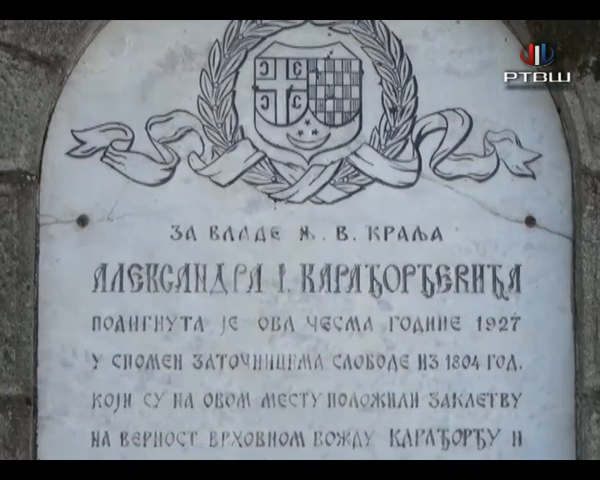 РТВШ
С С
С С
ЗА ВЛАДЕ Њ. В. КРАЉА
АЛЕКСАНДРА I. КАРАЂОРЂЕВИЋА
ПОДИГНУТА ЈЕ ОВА ЧЕСМА ГОДИНЕ 1927
У СПОМЕН ЗАТОЧНИЦИМА СЛОБОДЕ ИЗ 1804 ГОД.
КОЈИ СУ НА ОВОМ МЕСТУ ПОЛОЖИЛИ ЗАКЛЕТВУ
НА ВЕРНОСТ ВРХОВНОМ ВОЖДУ КАРАЂОРЂУ И